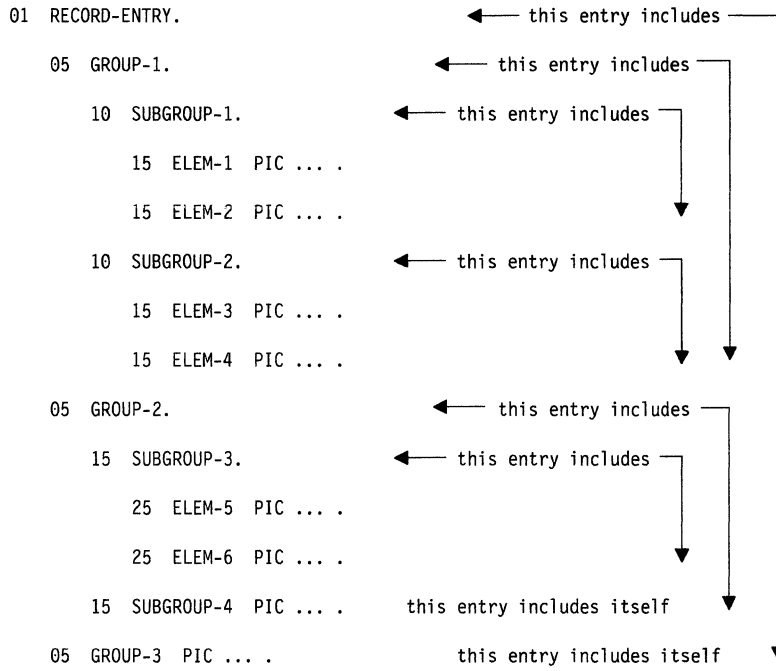 01 RECORD-ENTRY. this entry includes
05 GROUP-1. this entry includes
10 SUBGROUP-1. this entry includes
15 ELEM-1 PIC ... .
15 ELEM-2 PIC ... .
10 SUBGROUP-2. this entry includes
15 ELEM-3 PIC ... .
15 ELEM-4 PIC ... .
05 GROUP-2. this entry includes
15 SUBGROUP-3. this entry includes
25 ELEM-5 PIC ... .
25 ELEM-6 PIC ... .
15 SUBGROUP-4 PIC ... . this entry includes itself
05 GROUP-3 PIC ... . this entry includes itself